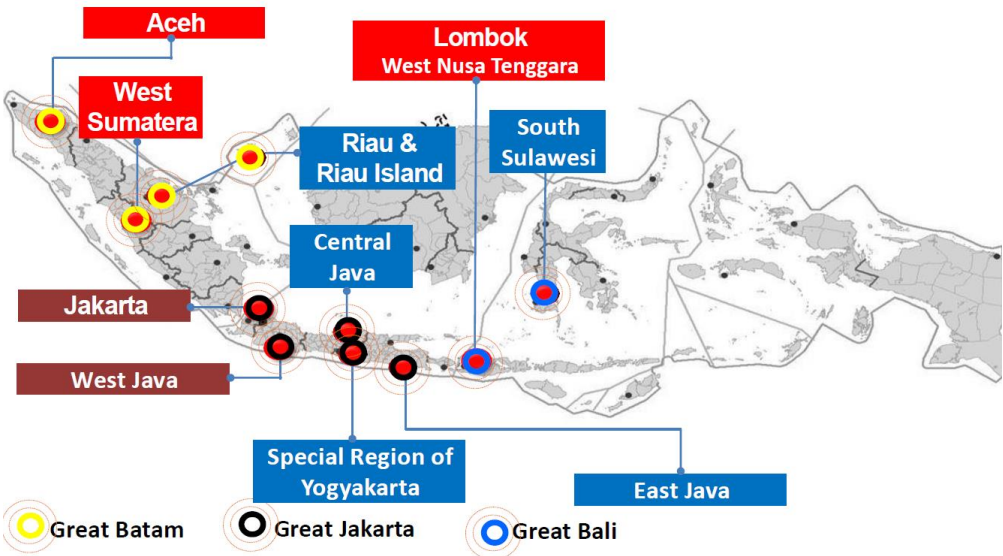 Aceh
Lombok
West Nusa Tenggara
West
Sumatera
South
Sulawesi
Riau &
Riau Island
Central
Java
Jakarta
West Java
Special Region of
Yogyakarta
East Java
Great Batam
Great Jakarta
Great Bali